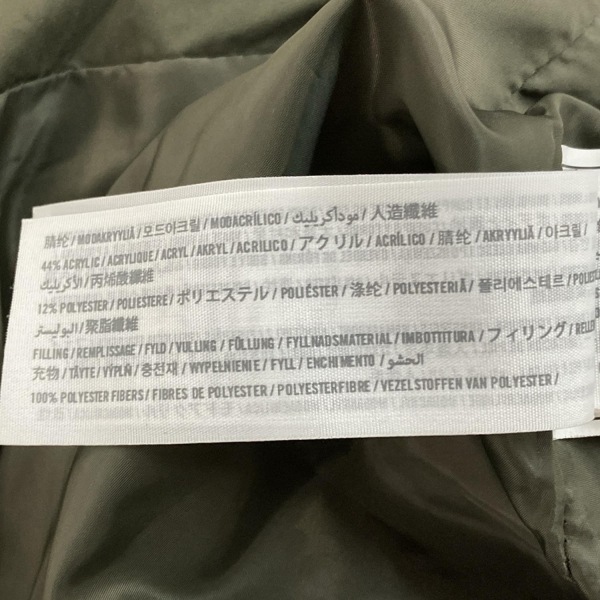 腈纶 / MODAKRYYLIÄ / 모드아크릴 / MODACRÍLICO / موداكريليك / 人造纖維
44% ACRYLIC / ACRYLIQUE / ACRYL / AKRYL / ACRILICO / アクリル / ACRÍLICO / 腈纶 / AKRYYLIÄ / 아크릴 /
الأكريليك / 丙烯酸纖維
12% POLYESTER / POLIESTERE / ポリエステル / POLIÉSTER / 涤纶 / POLYESTERIÄ / 폴리에스테르 /
البوليستر / 聚脂纖維
FILLING / REMPLISSAGE / FYLD / VULLING / FÜLLUNG / FYLLNADSMATERIAL / IMBOTTITURA / フィリング /
充物 / TÄYTE / VÝPLŇ / 충전재 / WYPEŁNIENIE / FYLL / ENCHIMENTO / الحشو
100% POLYESTER FIBERS / FIBRES DE POLYESTER / POLYESTERFIBRE / VEZELSTOFFEN VAN POLYESTER /